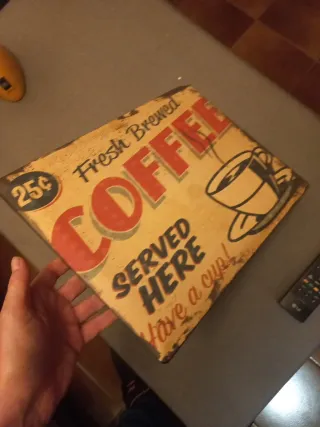 25¢
Fresh Brewed
COFFEE
SERVED
HERE
Have a cup!